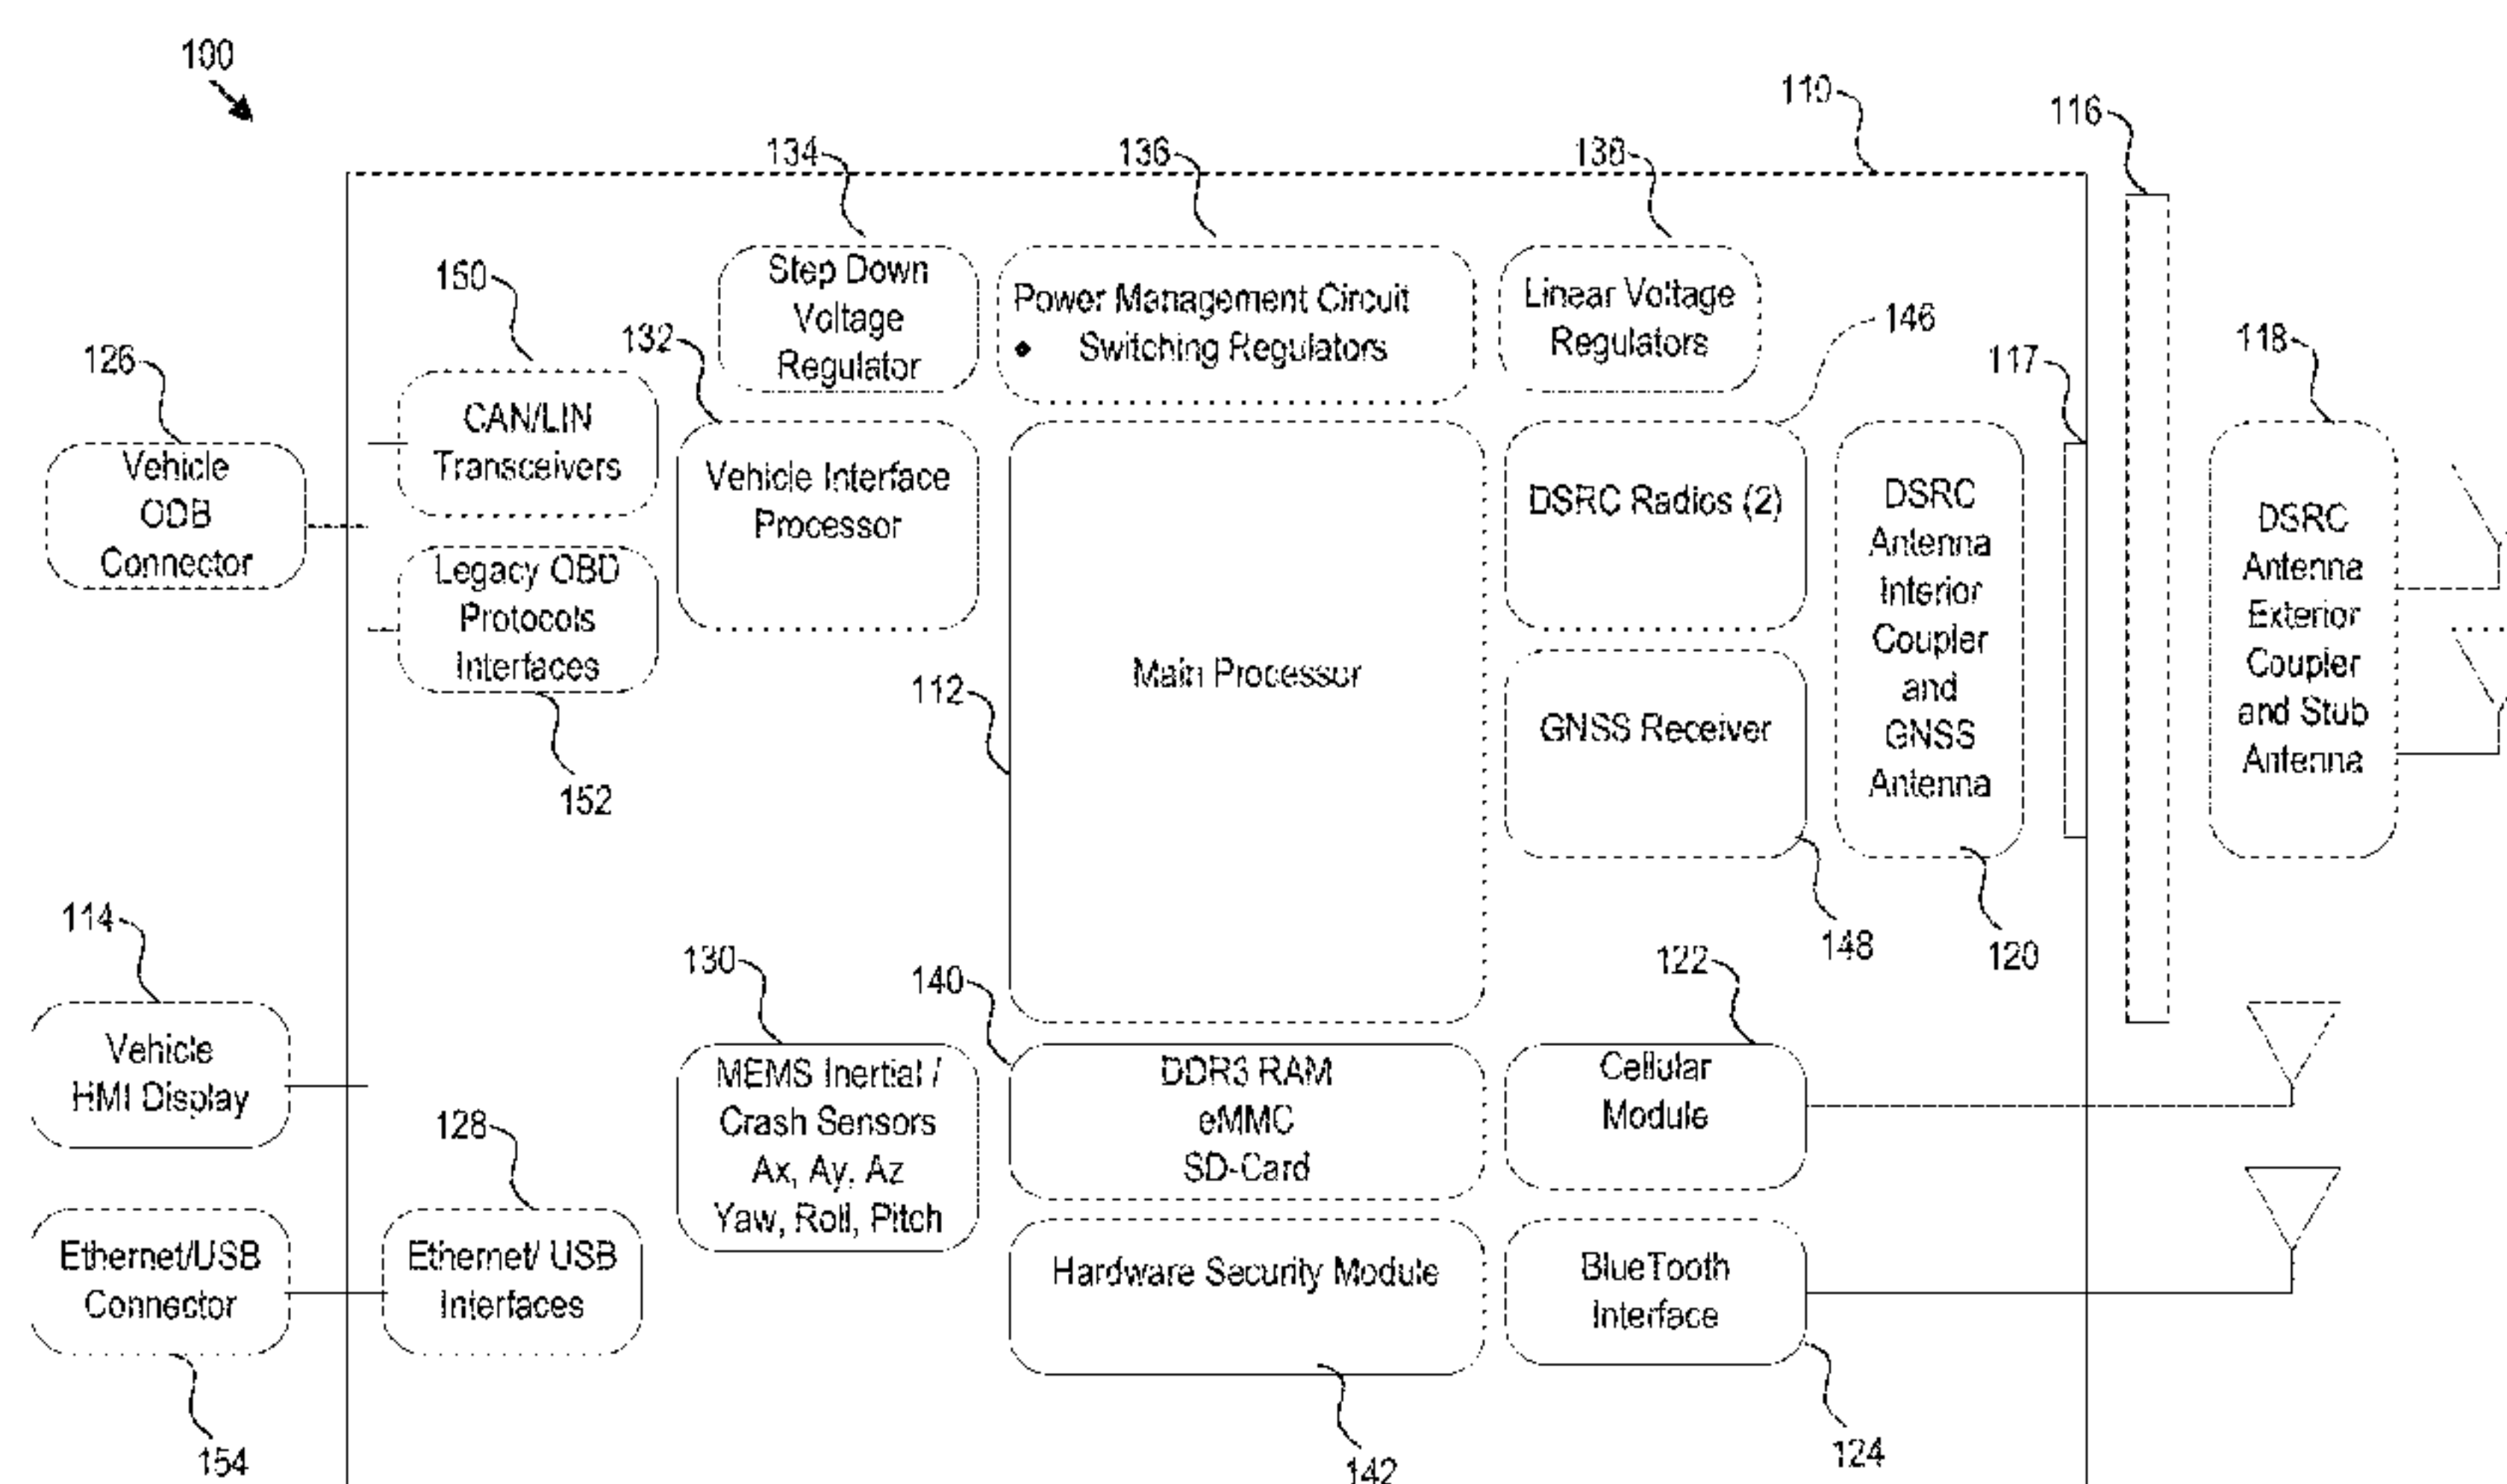 100
110
116
134
136
138
150
Step Down
Voltage
Regulator
Power Management Circuit
◆ Switching Regulators
Linear Voltage
Regulators
146
132
118
117
126
CAN/LIN
Transceivers
Vehicle
ODB
Connector
Vehicle Interface
Processor
DSRC Radios (2)
DSRC
Antenna
Interior
Coupler
and
GNSS
Antenna
DSRC
Antenna
Exterior
Coupler
and Stub
Antenna
Legacy OBD
Protocols
Interfaces
Main Processor
112
GNSS Receiver
152
114
148
120
130
140
122
Vehicle
HMI Display
MEMS Inertial /
Crash Sensors
Ax, Ay, Az
Yaw, Roll, Pitch
DDR3 RAM
eMMC
SD-Card
Cellular
Module
128
Ethernet/USB
Connector
Ethernet/ USB
Interfaces
Hardware Security Module
BlueTooth
Interface
154
142
124